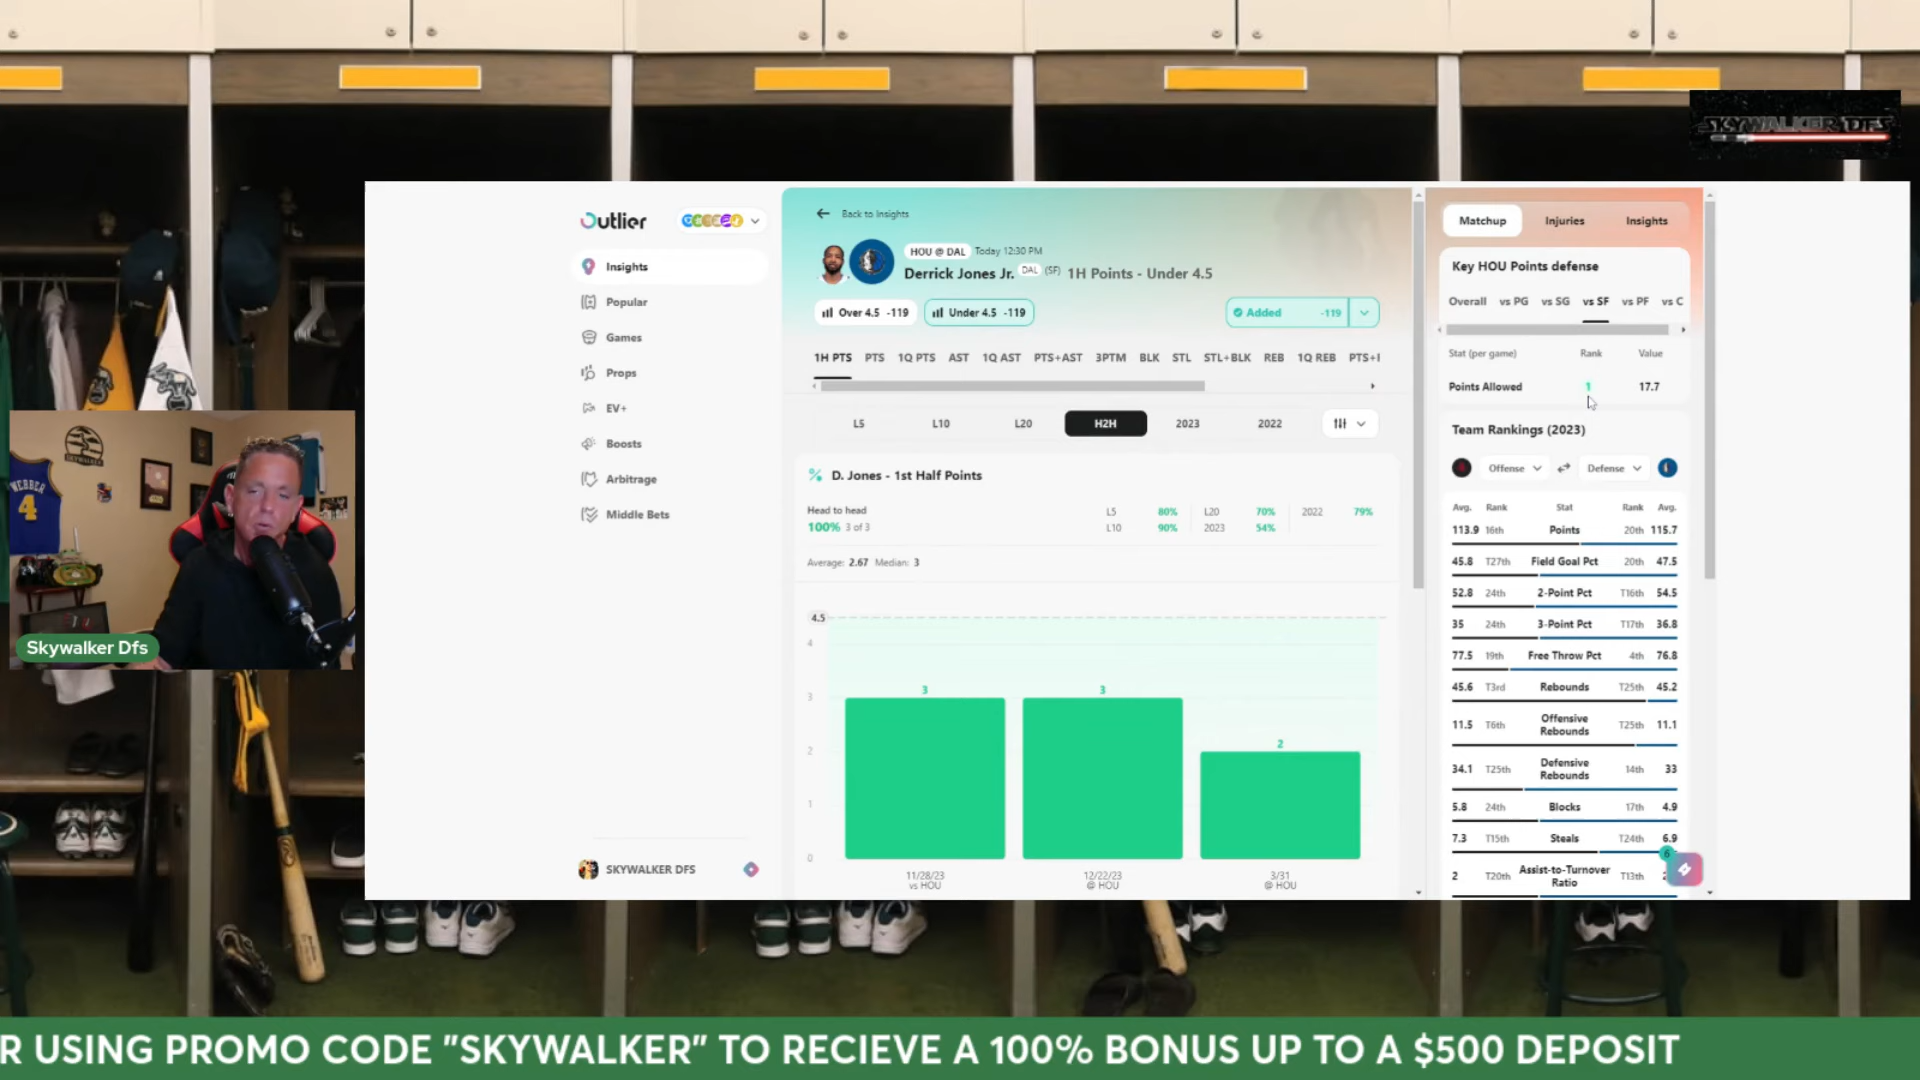 SKYWALKER DFS
Outlier
Insights
Popular
Games
Props
EV+
Boosts
Arbitrage
Middle Bets
SKYWALKER DFS
Back to Insights
HOU @ DAL Today 12:30 PM
Derrick Jones Jr. DAL (SF) 1H Points - Under 4.5
Over 4.5 -119 Under 4.5 -119 Added -119
1H PTS PTS 1Q PTS AST 1Q AST PTS+AST 3PTM BLK STL STL+BLK REB 1Q REB PTS+
L5 L10 L20 H2H 2023 2022
D. Jones - 1st Half Points
Head to head
100% 3 of 3
L5 80% L20 70% 2022 79%
L10 90% 2023 54%
Average: 2.67 Median: 3
4.5
4
3
2
1
0
3 3 2
11/28/23 12/22/23 3/31
vs HOU @ HOU @ HOU
Matchup Injuries Insights
Key HOU Points defense
Overall vs PG vs SG vs SF vs PF vs C
Stat (per game) Rank Value
Points Allowed 1 17.7
Team Rankings (2023)
Offense Defense
Avg. Rank Stat Rank Avg.
113.9 16th Points 20th 115.7
45.8 T27th Field Goal Pct 20th 47.5
52.8 24th 2-Point Pct T16th 54.5
35 24th 3-Point Pct T17th 36.8
77.5 19th Free Throw Pct 4th 76.8
45.6 T3rd Rebounds T25th 45.2
11.5 T6th Offensive Rebounds T25th 11.1
34.1 T25th Defensive Rebounds 14th 33
5.8 24th Blocks 17th 4.9
7.3 T15th Steals T24th 6.9
2 T20th Assist-to-Turnover Ratio T13th
6
WEBBER
4
SKYWALKER
Skywalker Dfs
R USING PROMO CODE "SKYWALKER" TO RECIEVE A 100% BONUS UP TO A $500 DEPOSIT